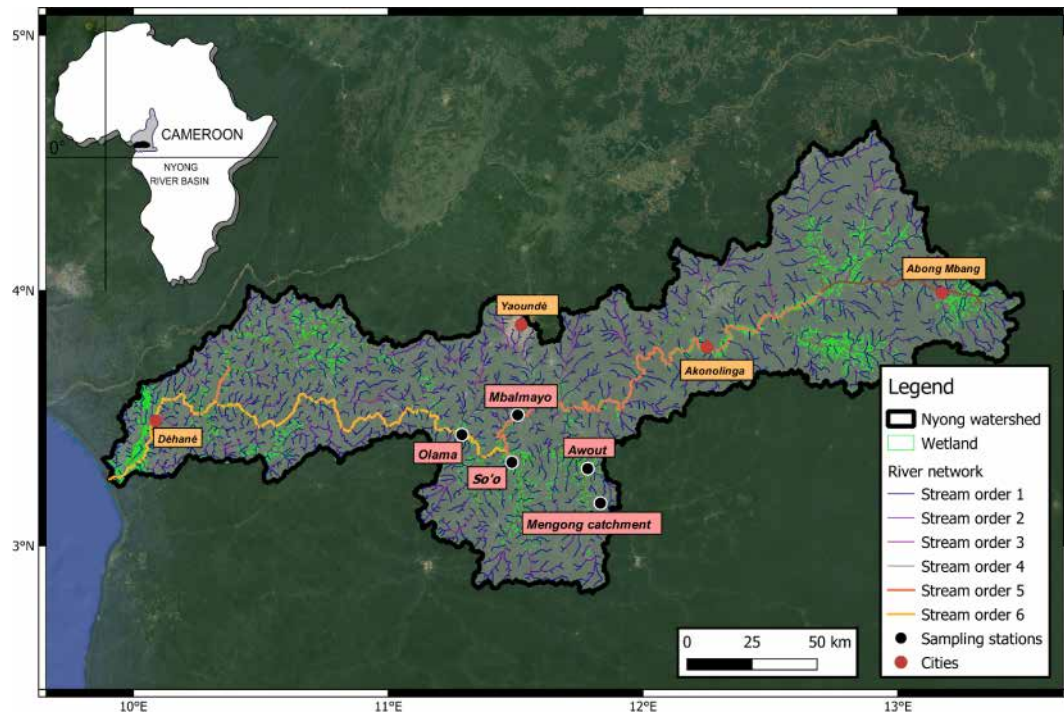 5°N
CAMEROON
0°
NYONG
RIVER BASIN
Abong Mbang
4°N
Yaoundè
Akonolinga
Legend
Mbalmayo
Nyong watershed
Dèhané
Olama
Awout
Wetland
So'o
River network
Stream order 1
Mengong catchment
Stream order 2
3°N
Stream order 3
Stream order 4
Stream order 5
Stream order 6
0 25 50 km
Sampling stations
Cities
10°E 11°E 12°E 13°E